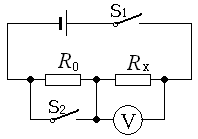 S₁
R₀ Rₓ
S₂ V